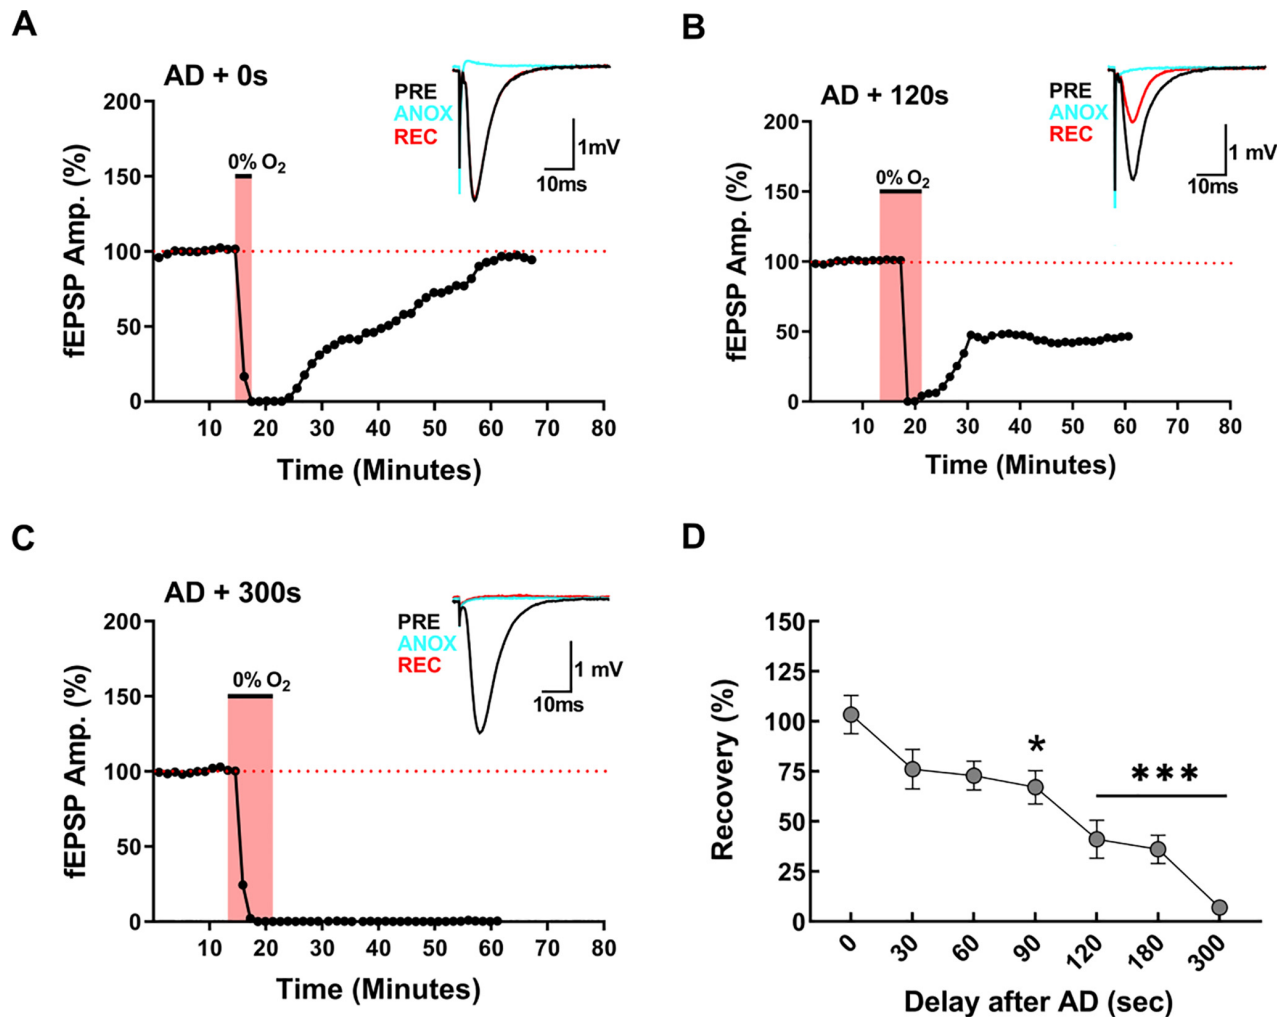 A
AD + 0s
PRE
ANOX
REC
1mV
10ms
0% O2
200
150
100
50
0
fEPSP Amp. (%)
10 20 30 40 50 60 70 80
Time (Minutes)
B
AD + 120s
PRE
ANOX
REC
1 mV
10ms
0% O2
200
150
100
50
0
fEPSP Amp. (%)
10 20 30 40 50 60 70 80
Time (Minutes)
C
AD + 300s
PRE
ANOX
REC
1 mV
10ms
0% O2
200
150
100
50
0
fEPSP Amp. (%)
10 20 30 40 50 60 70 80
Time (Minutes)
D
150
125
100
75
50
25
0
Recovery (%)
*
***
0 30 60 90 120 180 300
Delay after AD (sec)